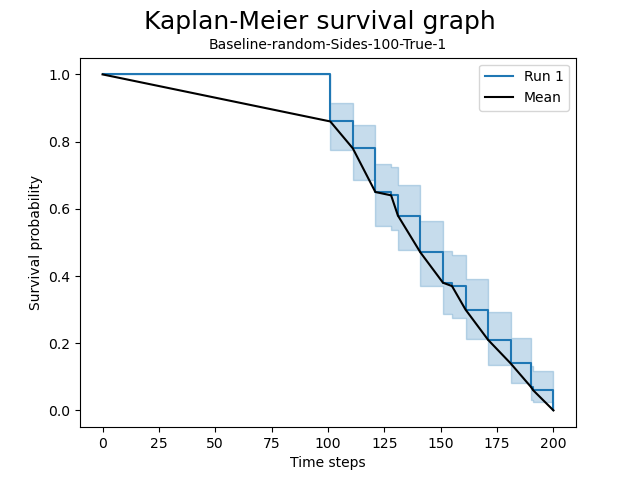 Kaplan-Meier survival graph
Baseline-random-Sides-100-True-1
Run 1
Mean
Survival probability
1.0
0.8
0.6
0.4
0.2
0.0
0 25 50 75 100 125 150 175 200
Time steps